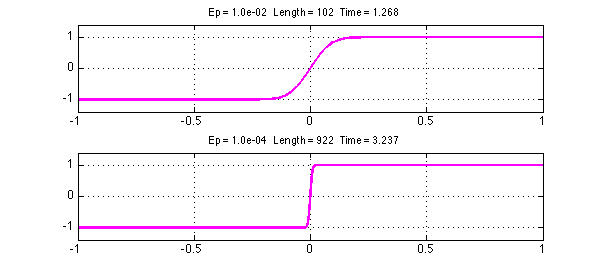 Ep = 1.0e-02 Length = 102 Time = 1.268
1
0
-1
-1 -0.5 0 0.5 1
Ep = 1.0e-04 Length = 922 Time = 3.237
1
0
-1
-1 -0.5 0 0.5 1